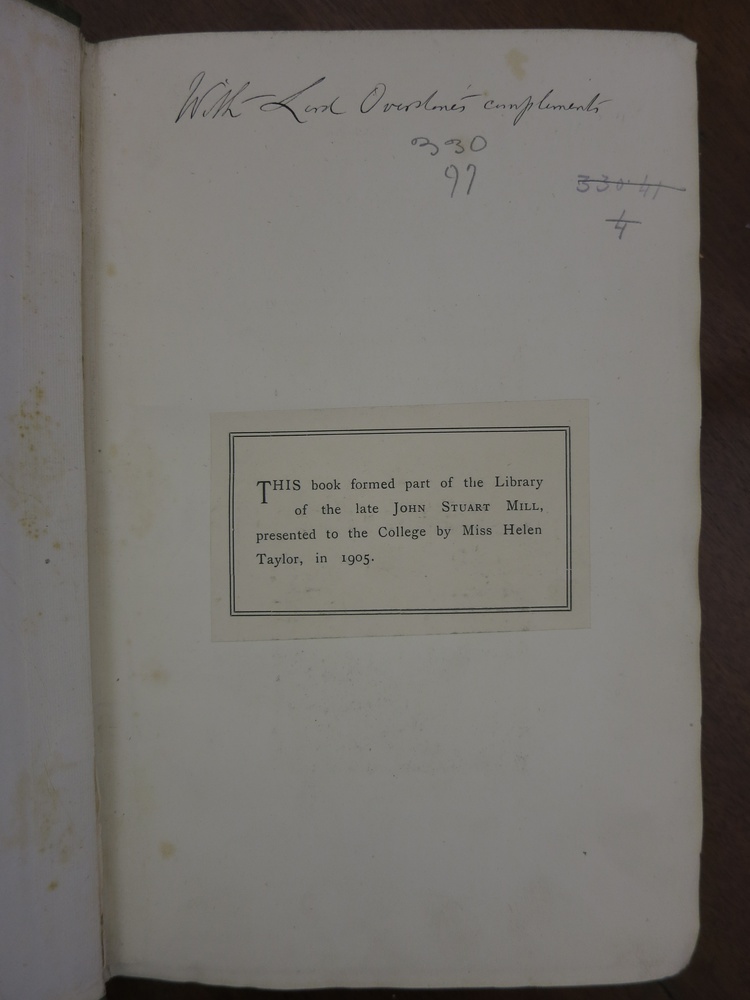 With Lord Overstone's compliments
330
97
330.41
4
THIS book formed part of the Library
of the late JOHN STUART MILL,
presented to the College by Miss Helen
Taylor, in 1905.